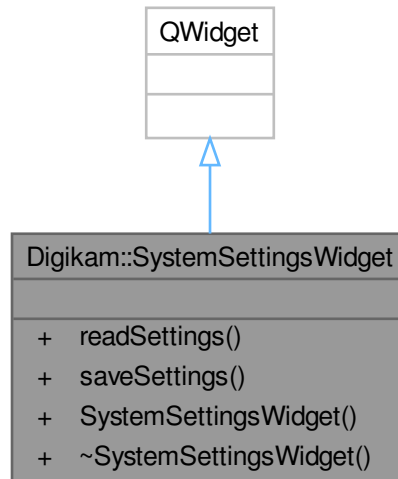 QWidget
Digikam::SystemSettingsWidget
+ readSettings()
+ saveSettings()
+ SystemSettingsWidget()
+ ~SystemSettingsWidget()